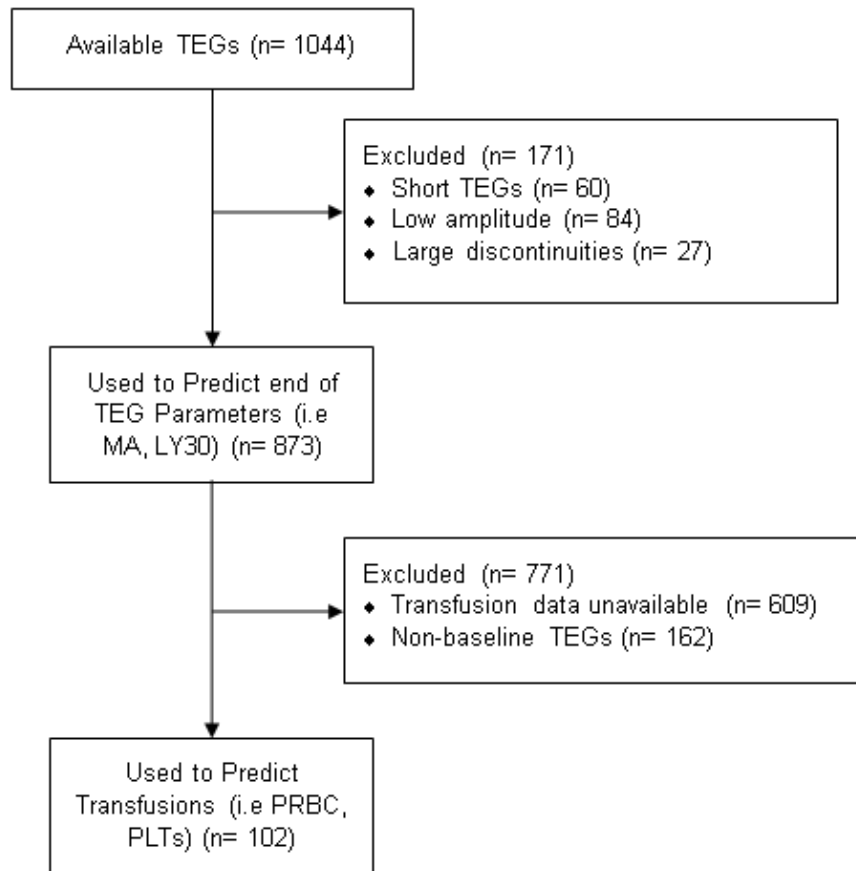 Available TEGs (n= 1044)
Excluded (n= 171)
♦ Short TEGs (n= 60)
♦ Low amplitude (n= 84)
♦ Large discontinuities (n= 27)
Used to Predict end of
TEG Parameters (i.e
MA, LY30) (n= 873)
Excluded (n= 771)
♦ Transfusion data unavailable (n= 609)
♦ Non-baseline TEGs (n= 162)
Used to Predict
Transfusions (i.e PRBC,
PLTs) (n= 102)